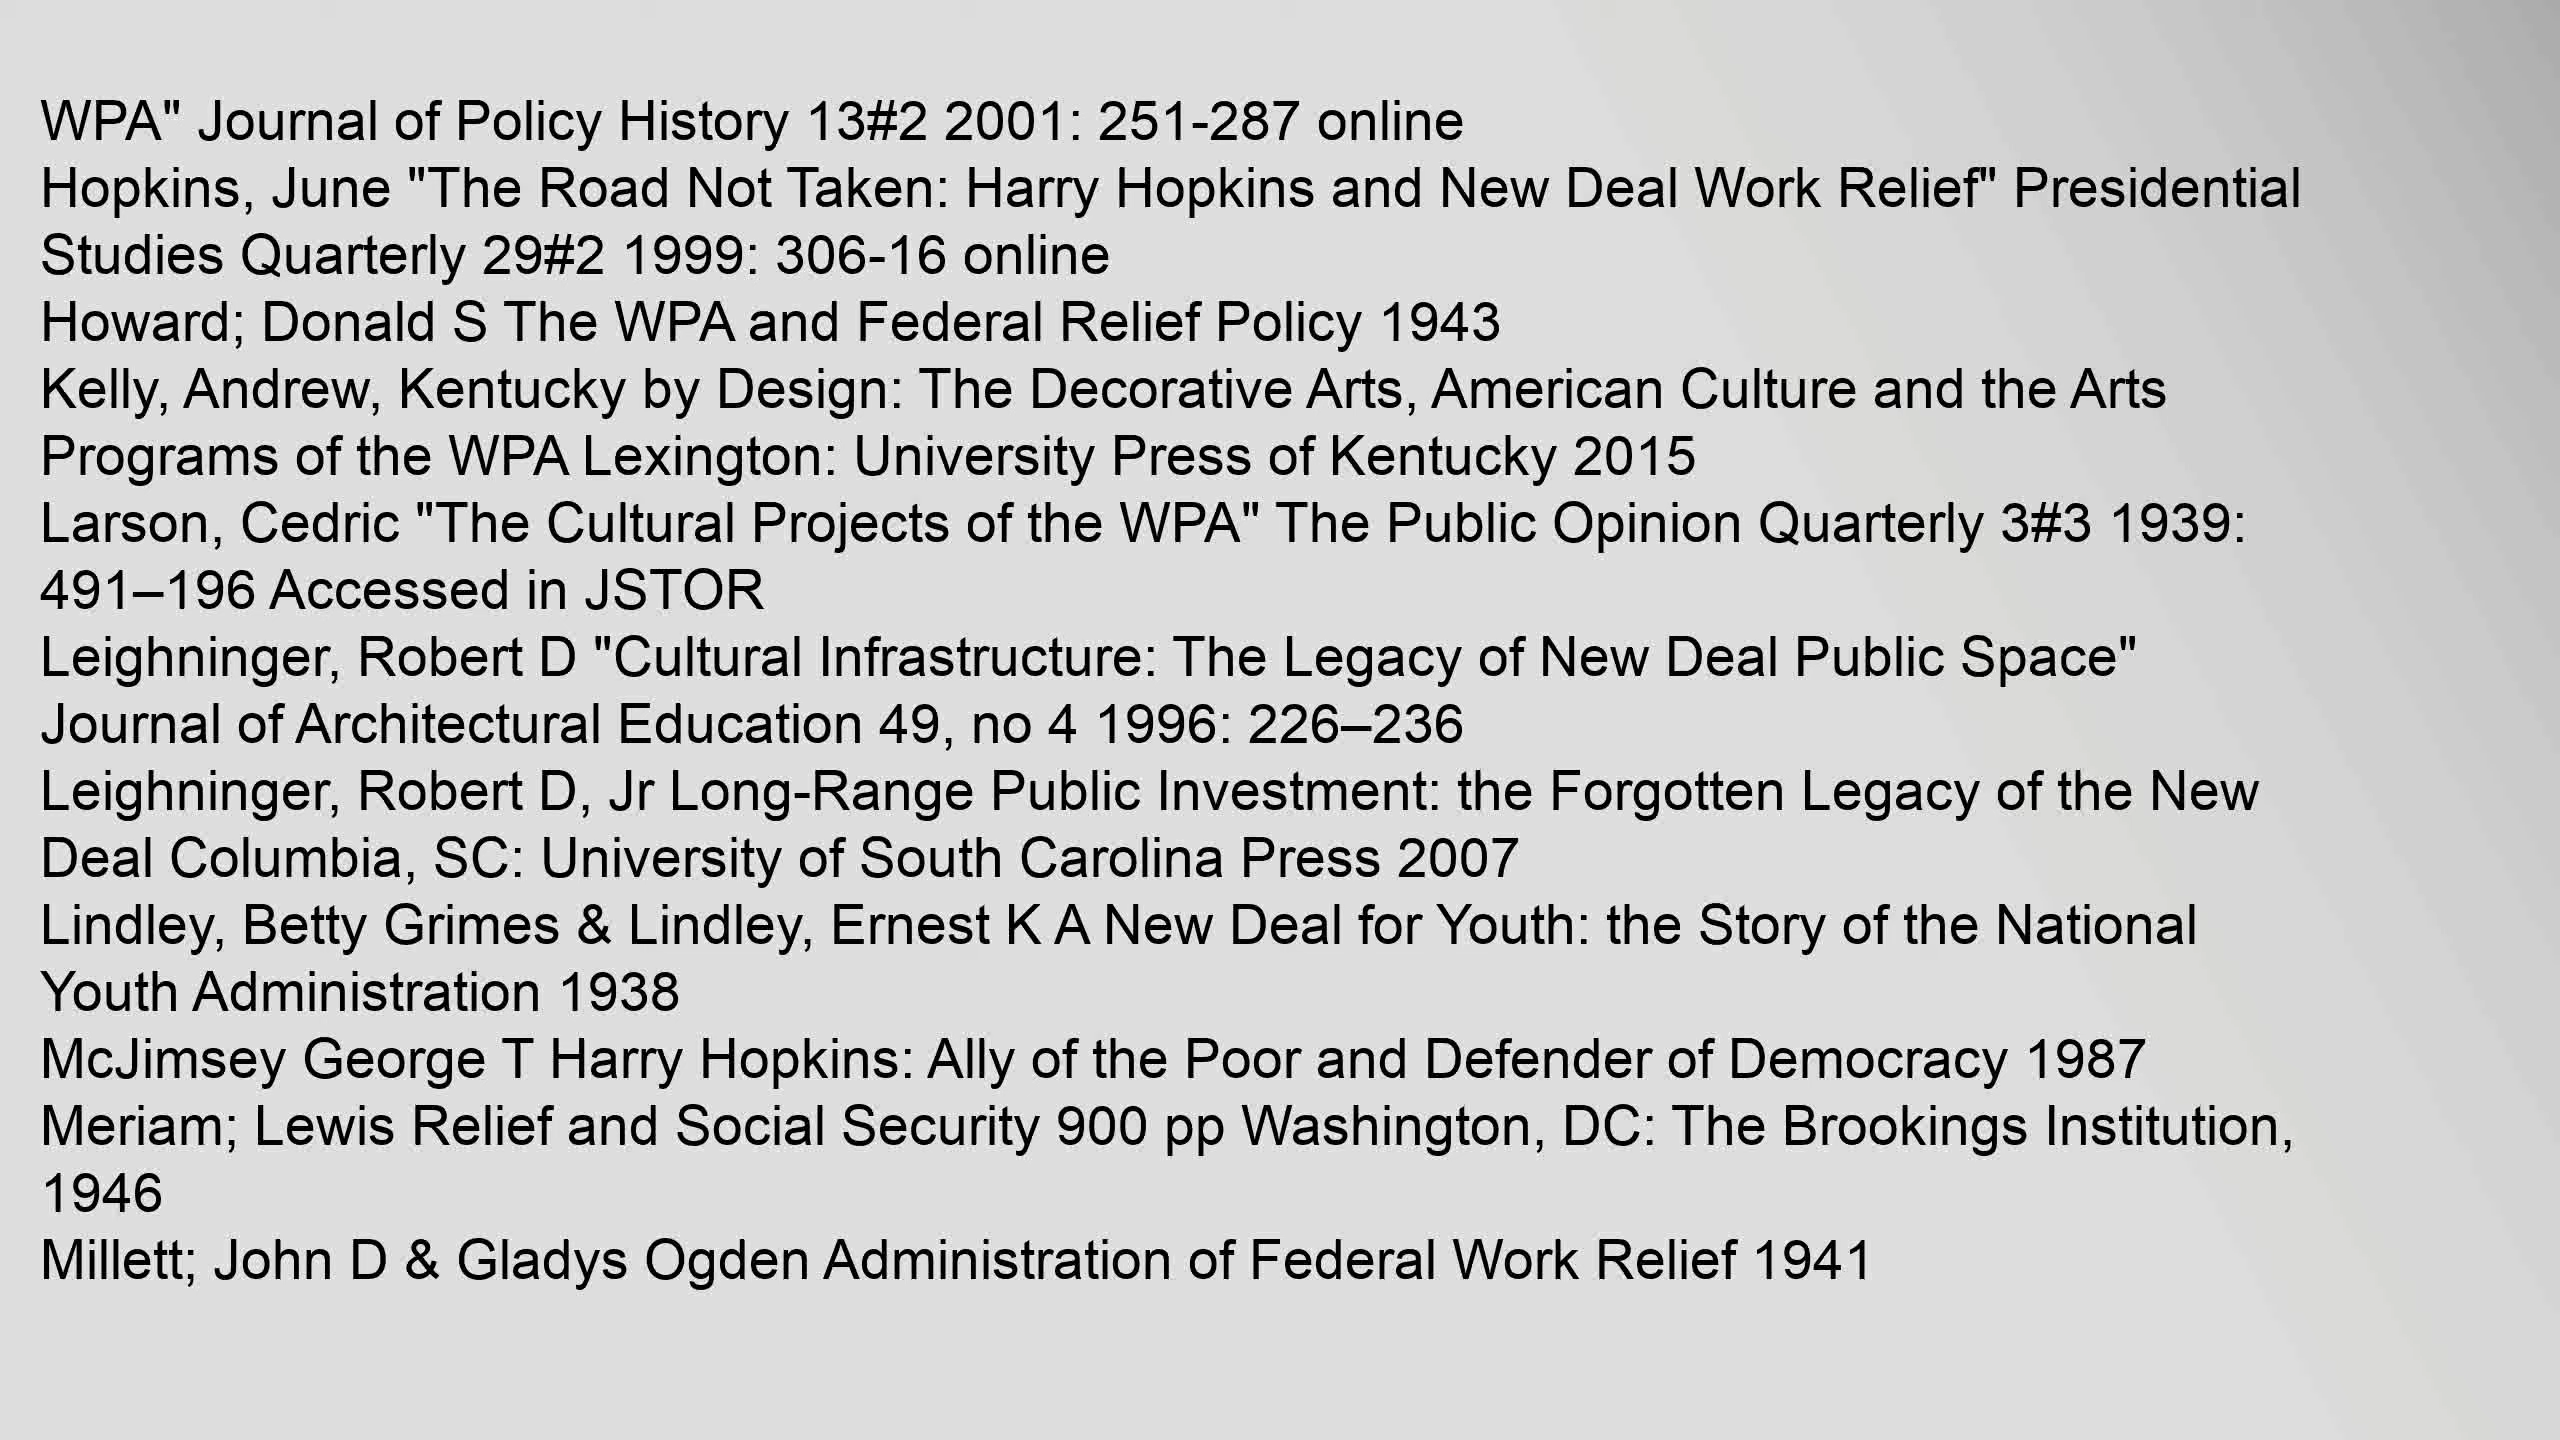 WPA" Journal of Policy History 13#2 2001: 251-287 online
Hopkins, June "The Road Not Taken: Harry Hopkins and New Deal Work Relief" Presidential
Studies Quarterly 29#2 1999: 306-16 online
Howard; Donald S The WPA and Federal Relief Policy 1943
Kelly, Andrew, Kentucky by Design: The Decorative Arts, American Culture and the Arts
Programs of the WPA Lexington: University Press of Kentucky 2015
Larson, Cedric "The Cultural Projects of the WPA" The Public Opinion Quarterly 3#3 1939:
491–196 Accessed in JSTOR
Leighninger, Robert D "Cultural Infrastructure: The Legacy of New Deal Public Space"
Journal of Architectural Education 49, no 4 1996: 226–236
Leighninger, Robert D, Jr Long-Range Public Investment: the Forgotten Legacy of the New
Deal Columbia, SC: University of South Carolina Press 2007
Lindley, Betty Grimes & Lindley, Ernest K A New Deal for Youth: the Story of the National
Youth Administration 1938
McJimsey George T Harry Hopkins: Ally of the Poor and Defender of Democracy 1987
Meriam; Lewis Relief and Social Security 900 pp Washington, DC: The Brookings Institution,
1946
Millett; John D & Gladys Ogden Administration of Federal Work Relief 1941